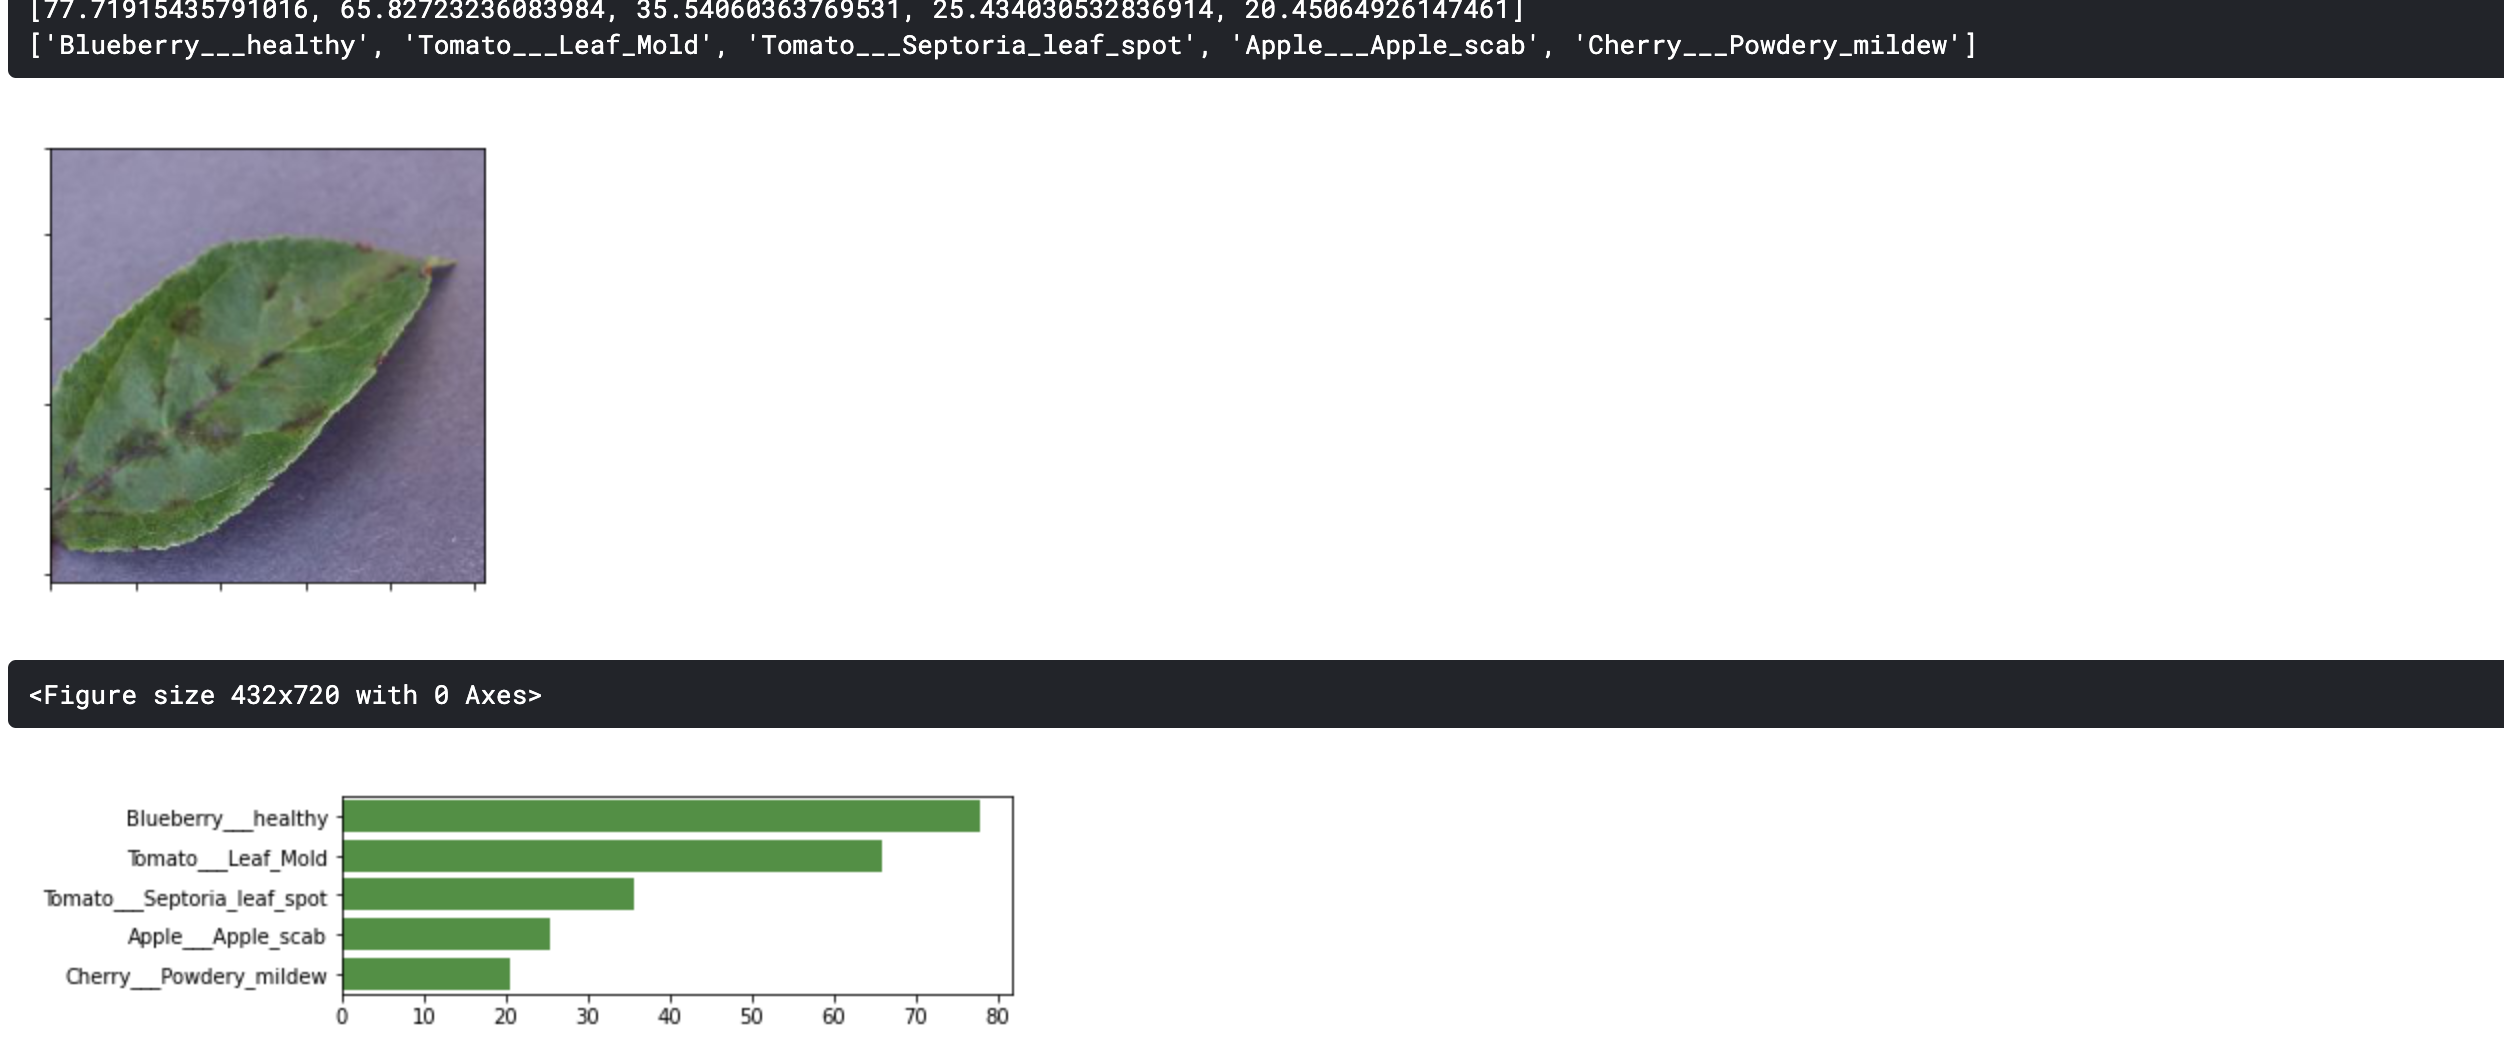 [77.71915435791016, 65.82723236083984, 35.54060363769531, 25.434030532836914, 20.45064926147461]
['Blueberry___healthy', 'Tomato___Leaf_Mold', 'Tomato___Septoria_leaf_spot', 'Apple___Apple_scab', 'Cherry___Powdery_mildew']
<Figure size 432x720 with 0 Axes>
Blueberry___healthy
Tomato___Leaf_Mold
Tomato___Septoria_leaf_spot
Apple___Apple_scab
Cherry___Powdery_mildew
0 10 20 30 40 50 60 70 80